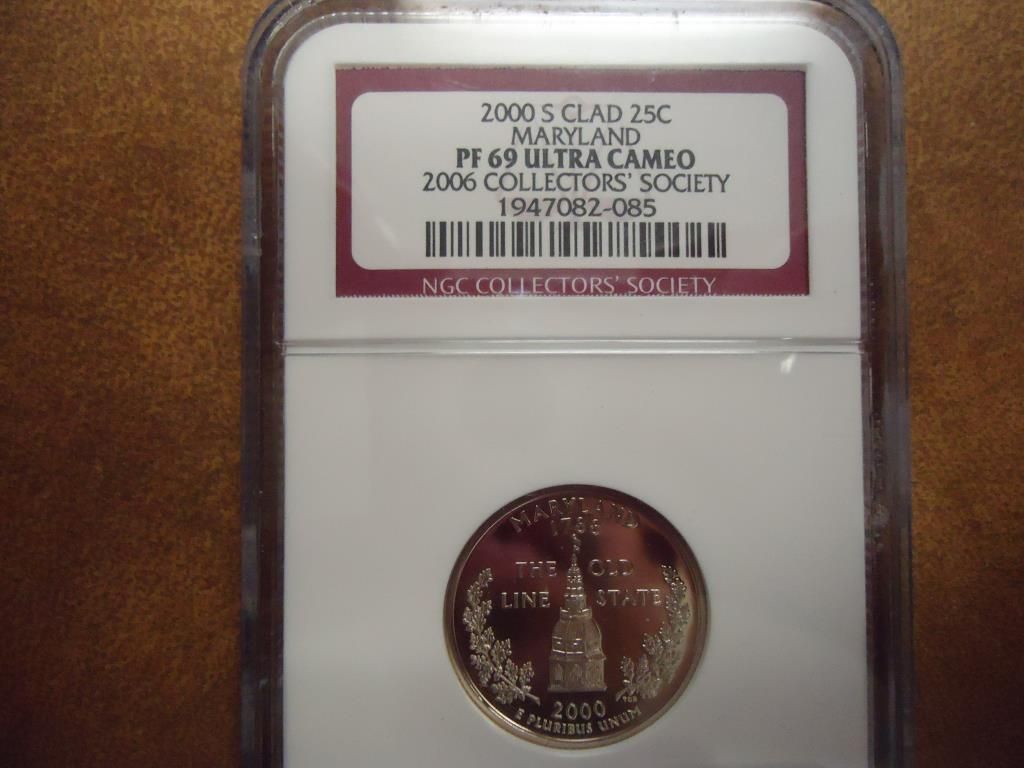 2000 S CLAD 25C
MARYLAND
PF 69 ULTRA CAMEO
2006 COLLECTORS' SOCIETY
1947082-085
NGC COLLECTORS' SOCIETY
MARYLAND
1788
THE OLD
LINE STATE
2000
E PLURIBUS UNUM